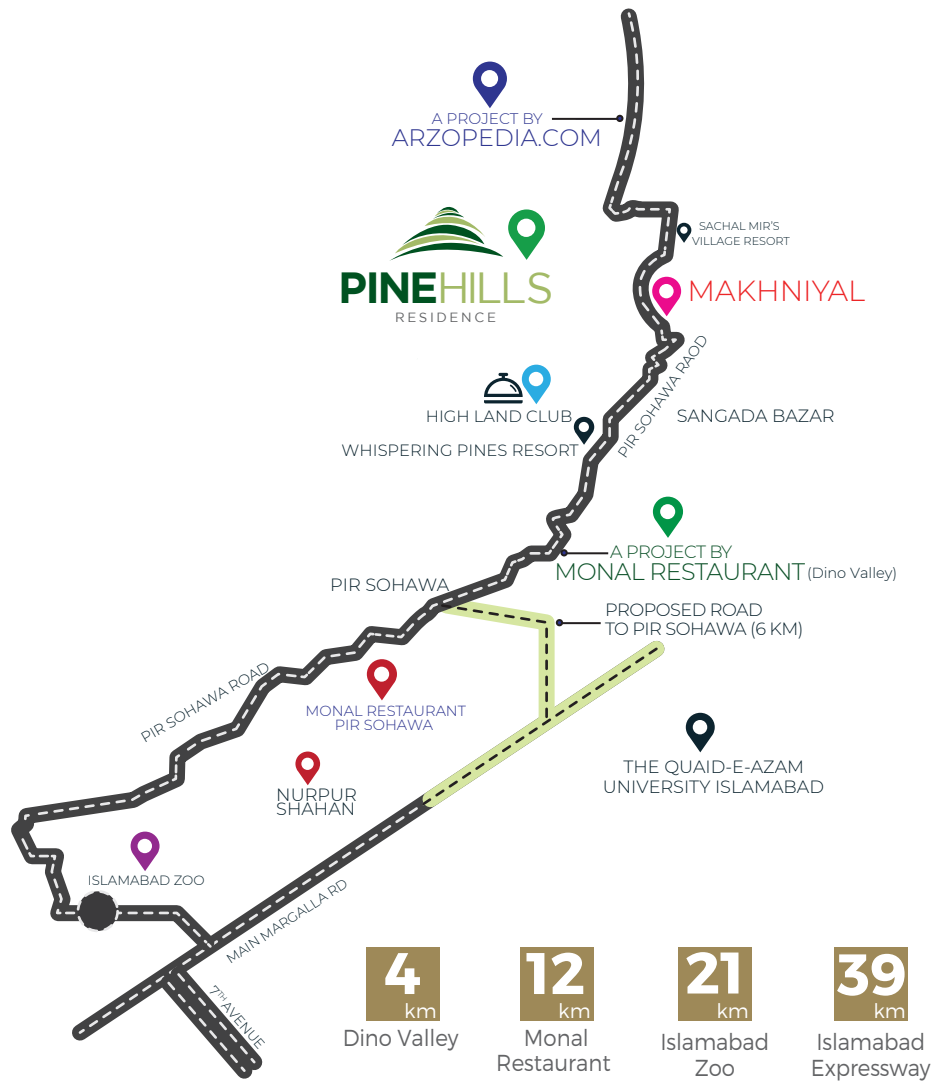 A PROJECT BY
ARZOPEDIA.COM
SACHAL MIR'S
VILLAGE RESORT
PINEHILLS
RESIDENCE
MAKHNIYAL
PIR SOHAWA RAOD
HIGH LAND CLUB
SANGADA BAZAR
WHISPERING PINES RESORT
A PROJECT BY
MONAL RESTAURANT (Dino Valley)
PIR SOHAWA
PROPOSED ROAD
TO PIR SOHAWA (6 KM)
PIR SOHAWA ROAD
MONAL RESTAURANT
PIR SOHAWA
THE QUAID-E-AZAM
UNIVERSITY ISLAMABAD
NURPUR
SHAHAN
ISLAMABAD ZOO
MAIN MARGALLA RD
7TH AVENUE
4
km
Dino Valley
12
km
Monal
Restaurant
21
km
Islamabad
Zoo
39
km
Islamabad
Expressway